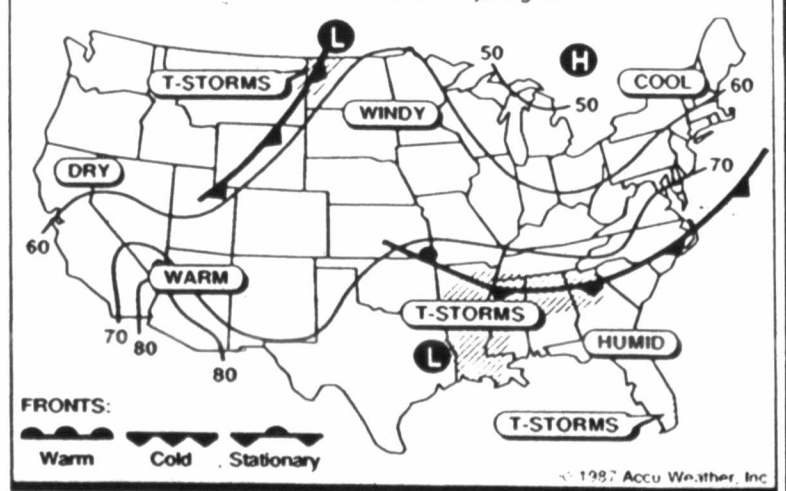 L
H
50
T-STORMS
COOL
60
50
WINDY
70
DRY
60
WARM
70
80
80
T-STORMS
L
HUMID
T-STORMS
FRONTS:
Warm
Cold
Stationary
© 1987 Accu Weather, Inc